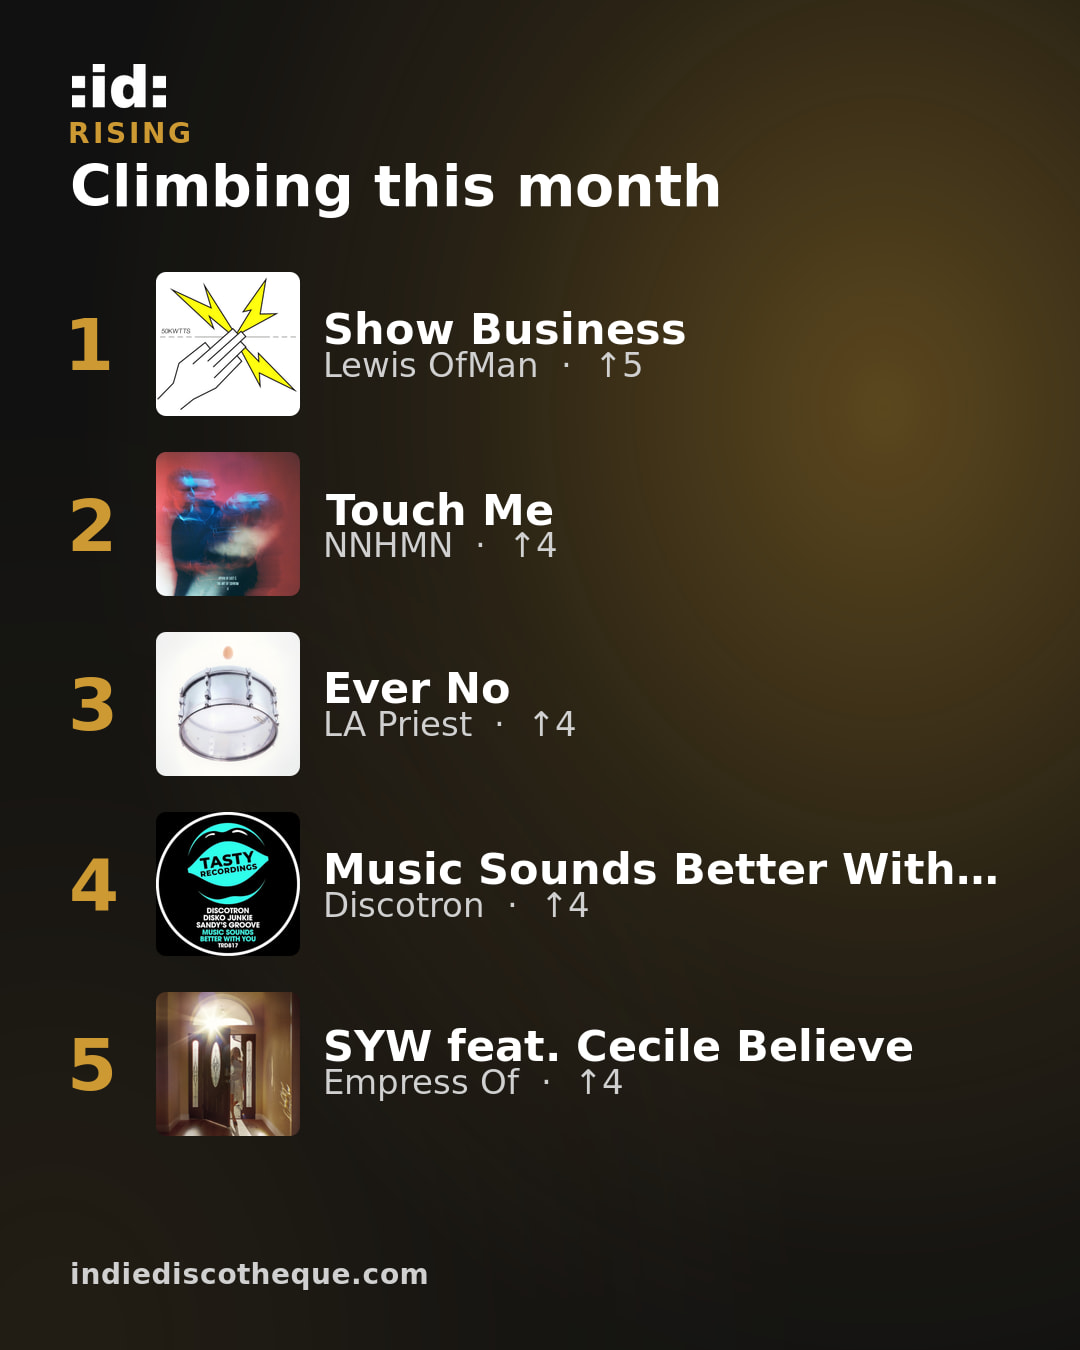 :id:
RISING
Climbing this month
1
50KWTTS
Show Business
Lewis OfMan · ↑5
2
Touch Me
NNHMN · ↑4
3
Ever No
LA Priest · ↑4
4
TASTY
RECORDINGS
DISCOTRON
DISKO JUNKIE
SANDY'S GROOVE
MUSIC SOUNDS
BETTER WITH YOU
TRD617
Music Sounds Better With...
Discotron · ↑4
5
SYW feat. Cecile Believe
Empress Of · ↑4
indiediscotheque.com